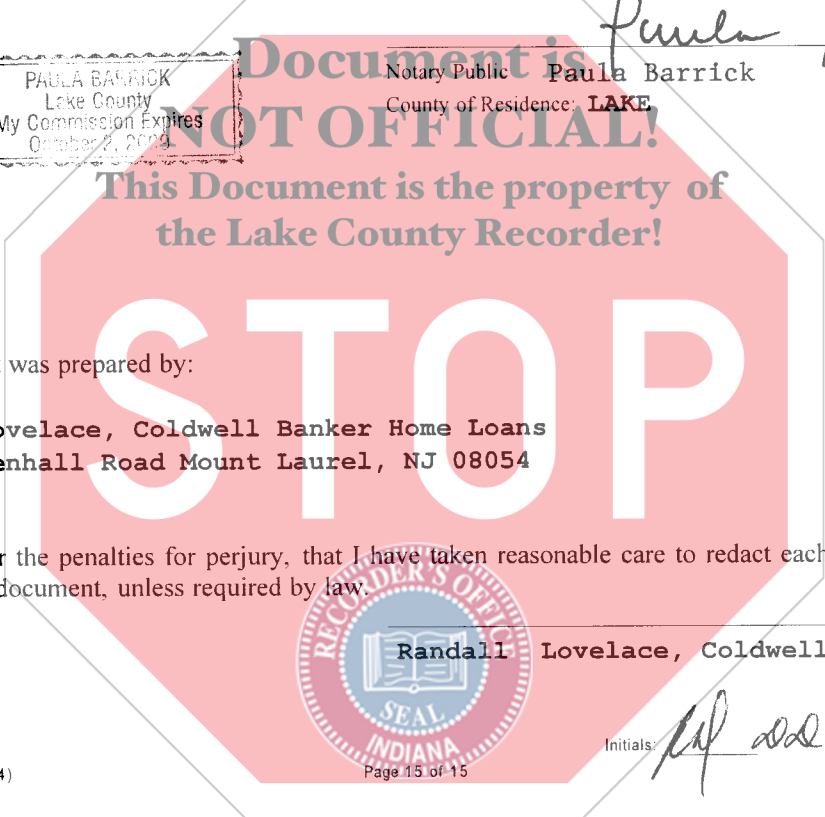 Paula
Document is
PAULA BARRICK
Notary Public Paula Barrick
Lake County
County of Residence: LAKE
My Commission Expires
NOT OFFICIAL!
October 2,
This Document is the property of
the Lake County Recorder!
STOP
was prepared by:
ovelace, Coldwell Banker Home Loans
enhall Road Mount Laurel, NJ 08054
r the penalties for perjury, that I have taken reasonable care to redact each
document, unless required by law.
RECORDER'S OFFICE
Randall Lovelace, Coldwell
SEAL
INDIANA
Initials:
4)
Page 15 of 15